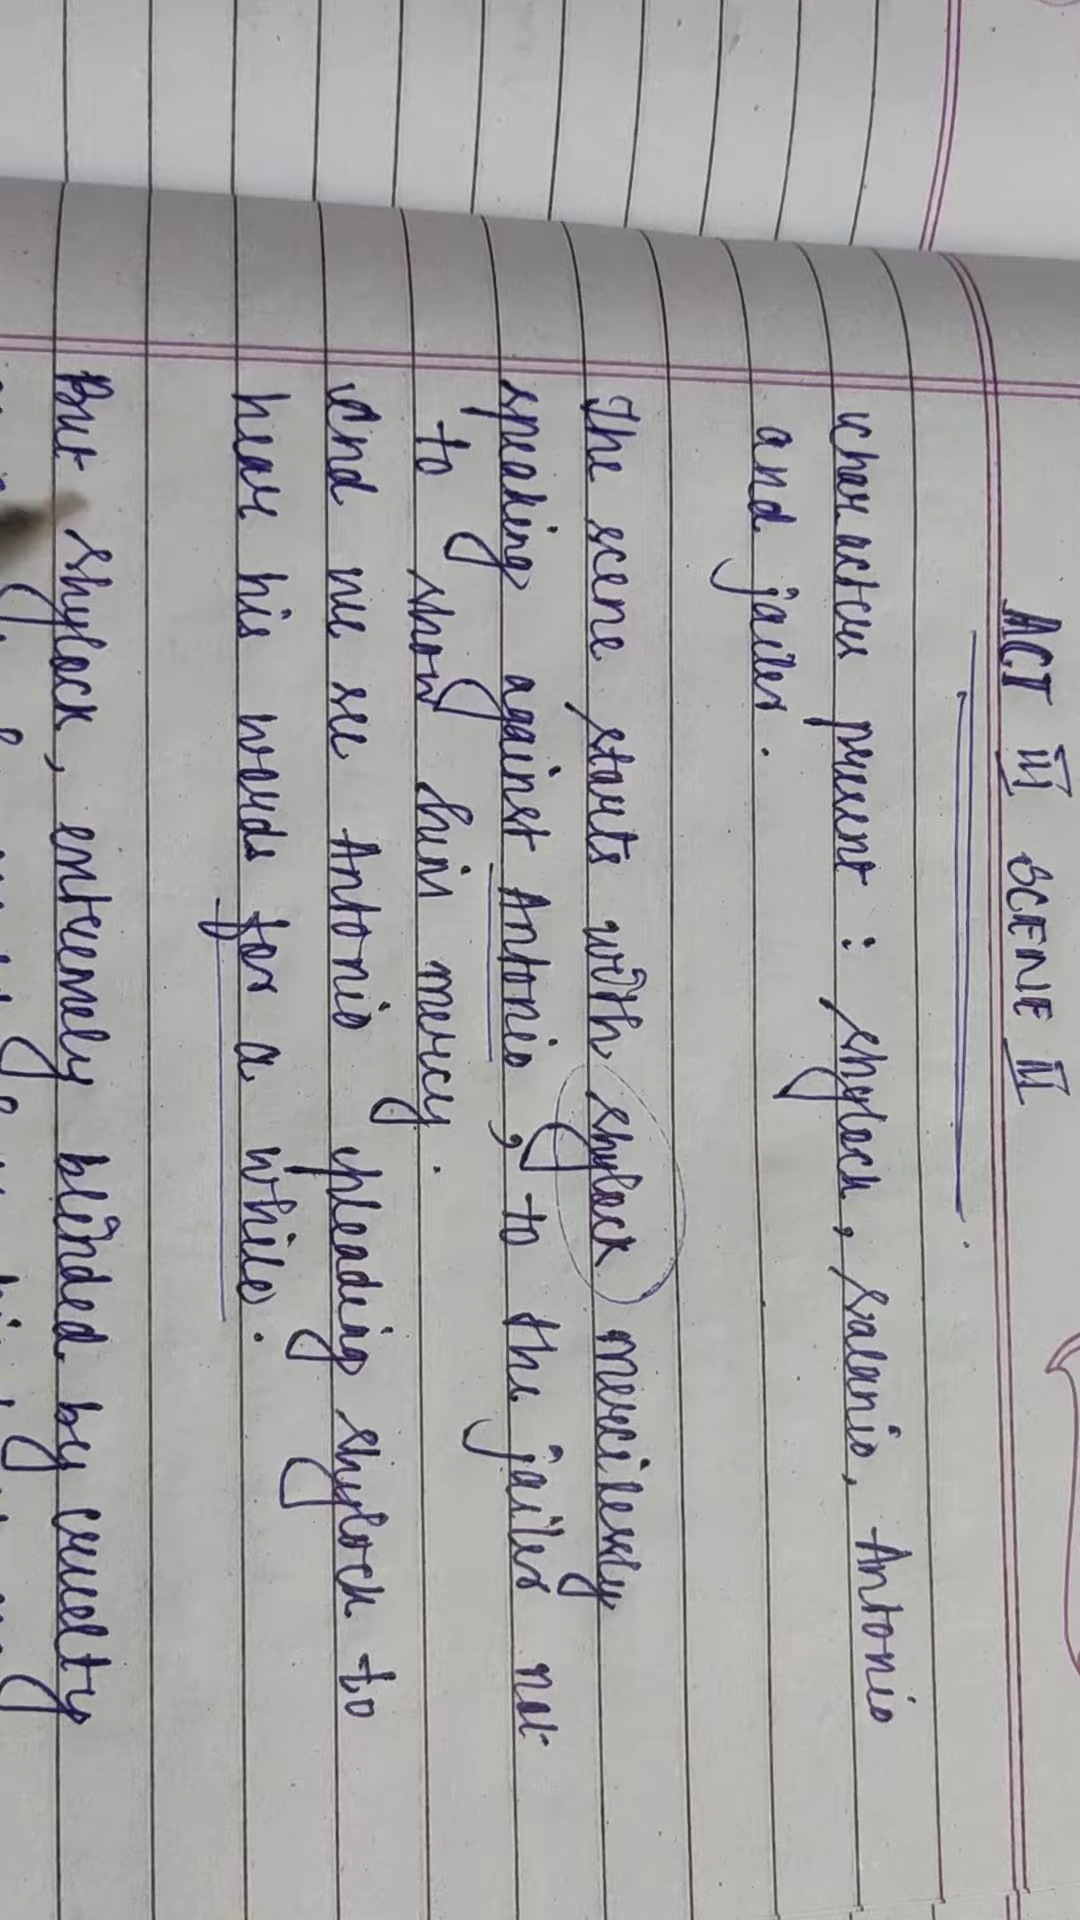 ACT III SCENE II
Characters present : Shylock, Salanio, Antonio
and jailer.
The scene starts with Shylock mercilessly
speaking against Antonio, to the jailer not
to show him mercy.
And we see Antonio pleading Shylock to
hear his words for a while.
But Shylock, extremely blinded by cruelty